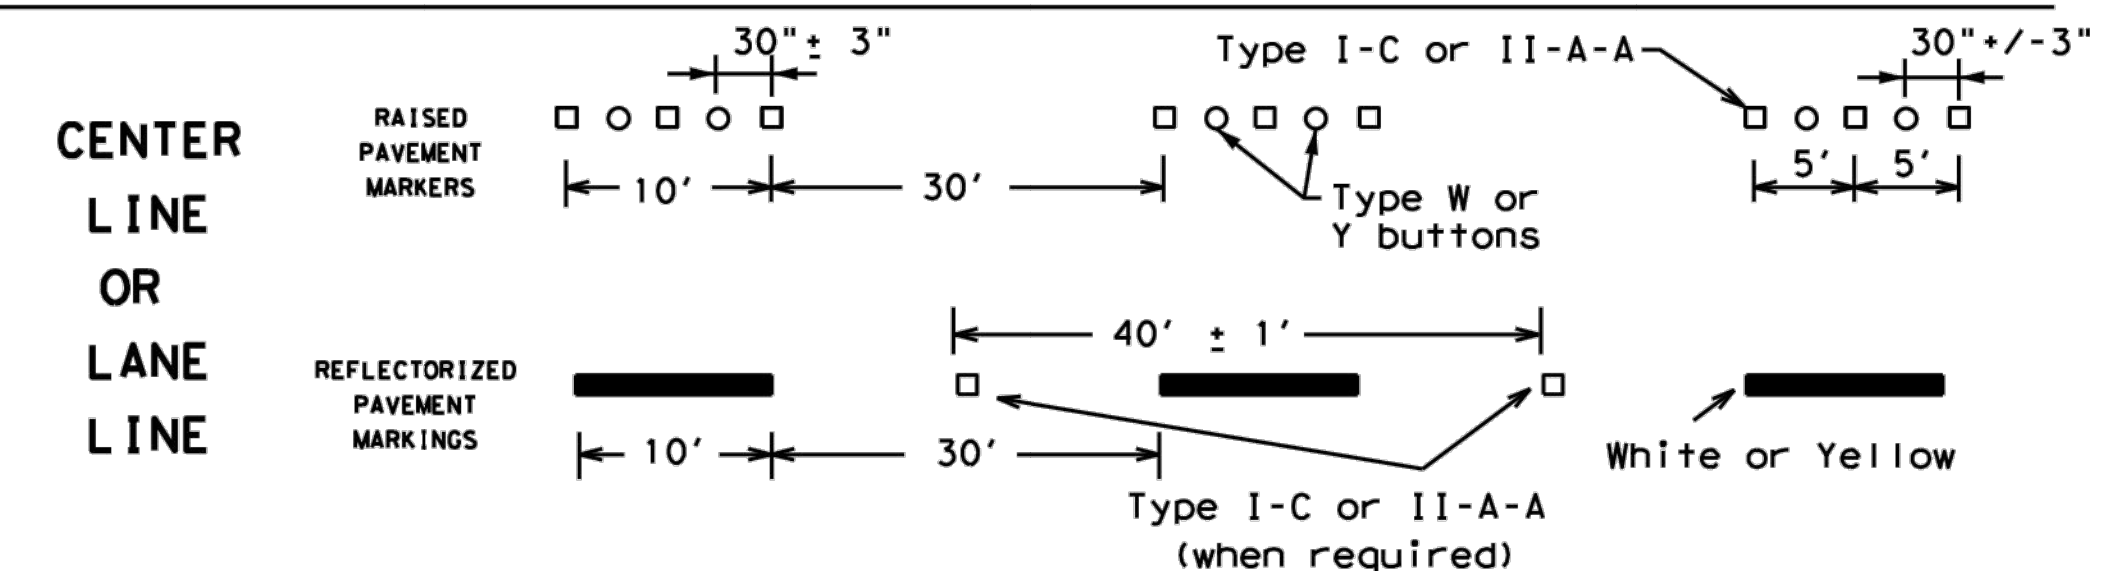 CENTER
LINE
OR
LANE
LINE
RAISED
PAVEMENT
MARKERS
30"± 3"
10'
30'
Type W or
Y buttons
Type I-C or II-A-A
30"+/-3"
5'
5'
REFLECTORIZED
PAVEMENT
MARKINGS
40' ± 1'
10'
30'
Type I-C or II-A-A
(when required)
White or Yellow